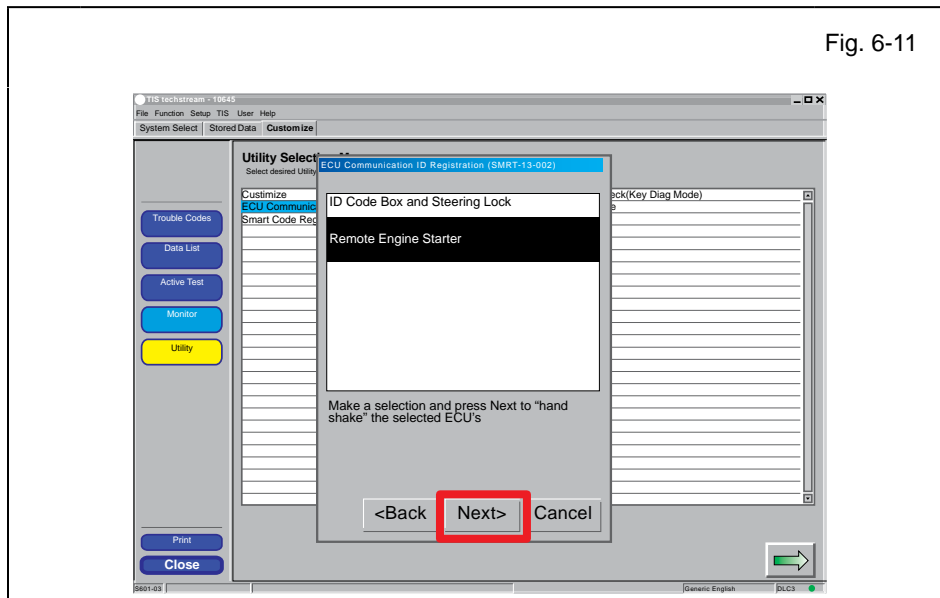 Fig. 6-11
TIS techstream - 10645
File Function Setup TIS User Help
System Select Stored Data Customize
Utility Select
Select desired Utility
ECU Communication ID Registration (SMRT-13-002)
Custimize
eck(Key Diag Mode)
ECU Communic
e
Smart Code Reg
ID Code Box and Steering Lock
Remote Engine Starter
Trouble Codes
Data List
Active Test
Monitor
Utility
Make a selection and press Next to “hand
shake” the selected ECU's
<Back Next> Cancel
Print
Close
S601-03 Generic English DLC3